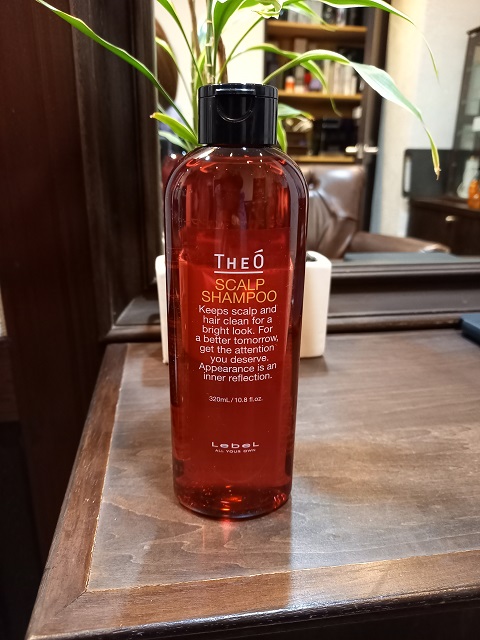 THEÓ
SCALP
SHAMPOO
Keeps scalp and
hair clean for a
bright look. For
a better tomorrow,
get the attention
you deserve.
Appearance is an
inner reflection.
320mL/10.8 fl.oz.
LebeL
ALL YOUR OWN